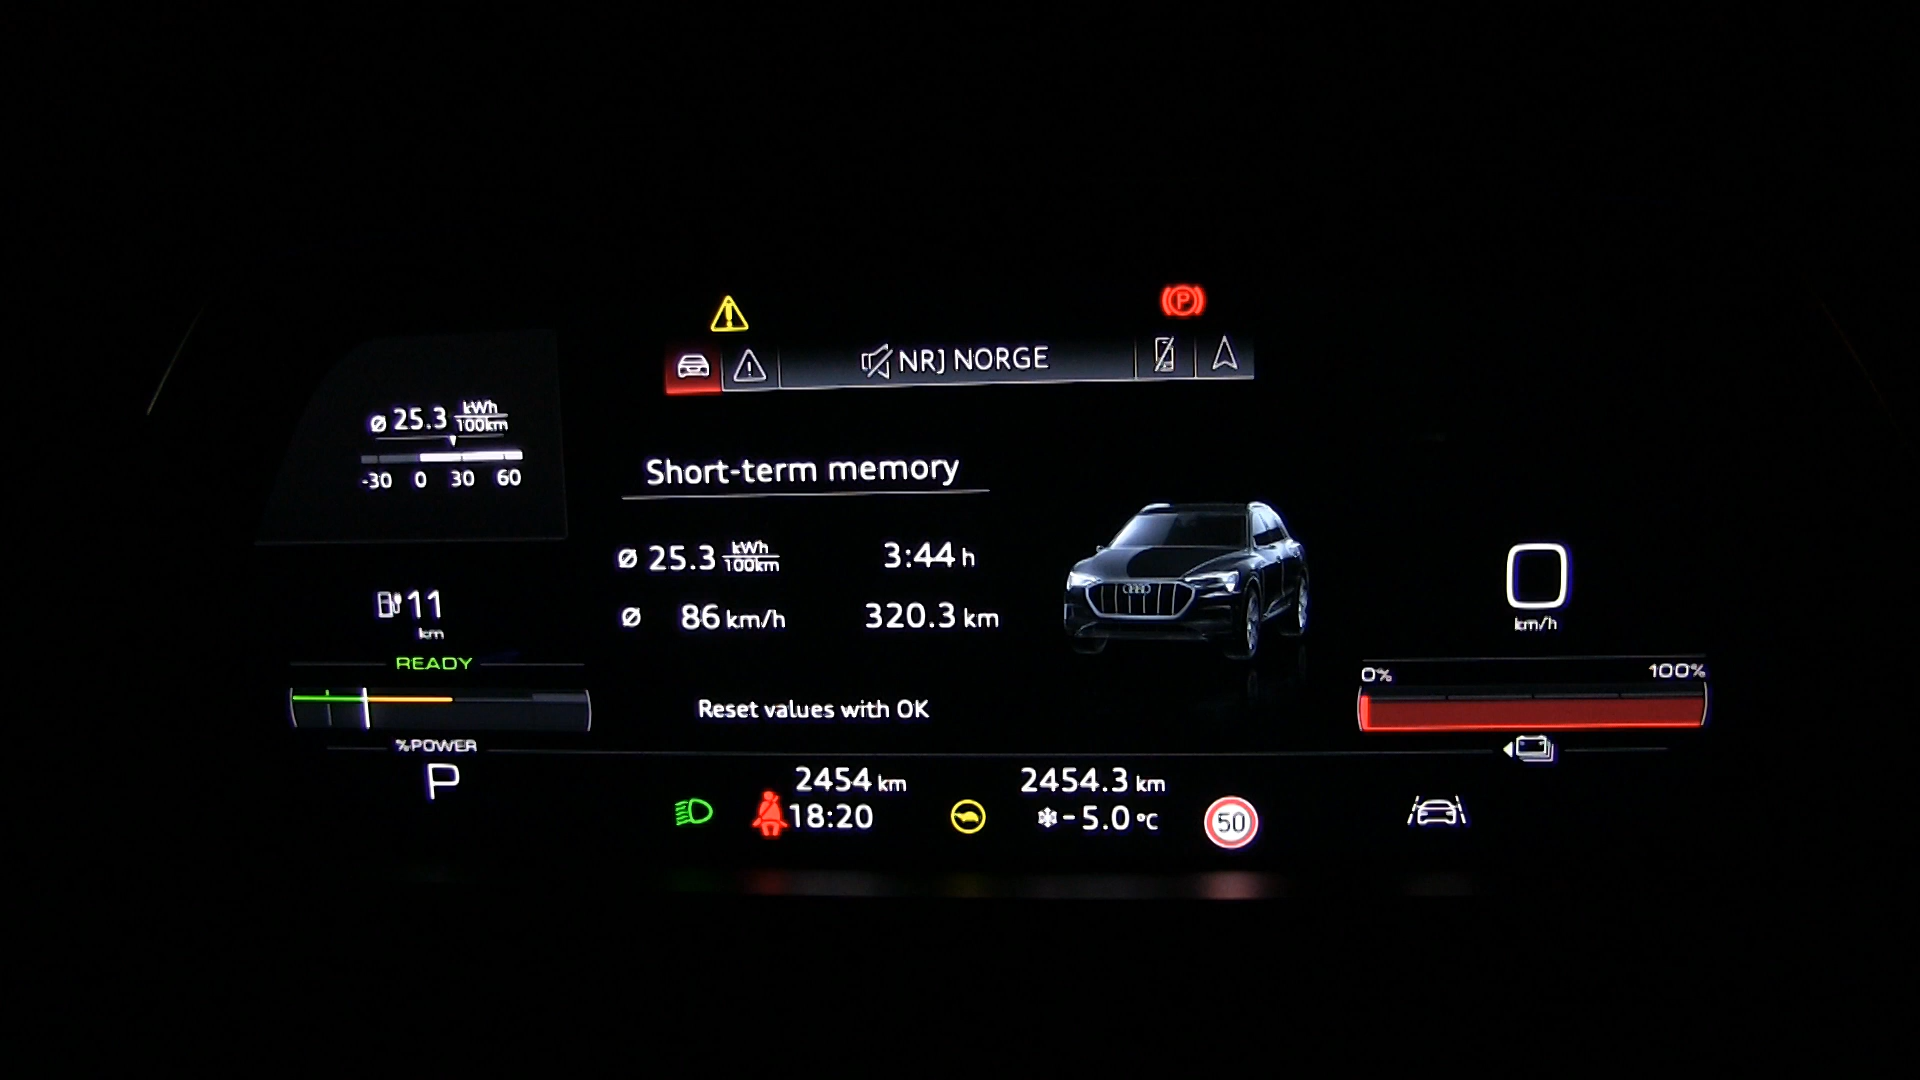 NRJ NORGE
ø 25.3 kWh/100km
-30 0 30 60
Short-term memory
ø 25.3 kWh/100km 3:44 h
ø 86 km/h 320.3 km
11
km
READY
Reset values with OK
%POWER
P
0
km/h
0% 100%
2454 km 2454.3 km
18:20 -5.0 °C
50